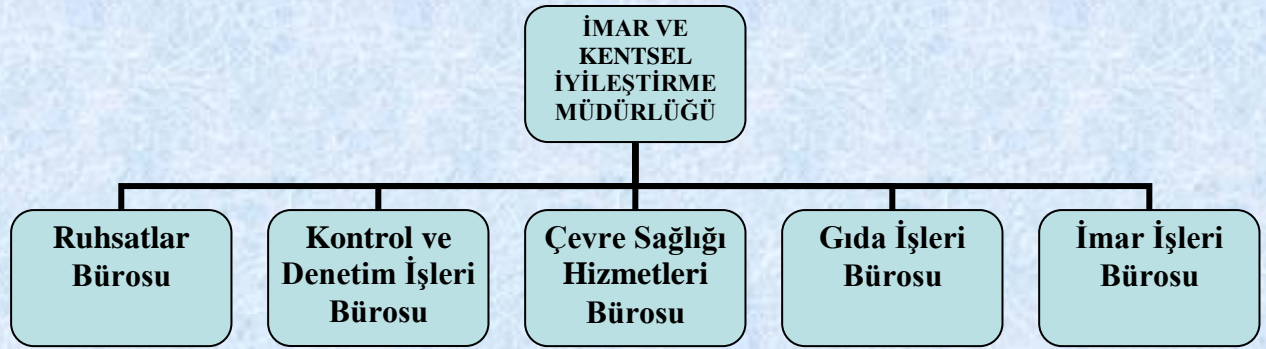 İMAR VE
KENTSEL
İYİLEŞTİRME
MÜDÜRLÜĞÜ
Ruhsatlar
Bürosu
Kontrol ve
Denetim İşleri
Bürosu
Çevre Sağlığı
Hizmetleri
Bürosu
Gıda İşleri
Bürosu
İmar İşleri
Bürosu